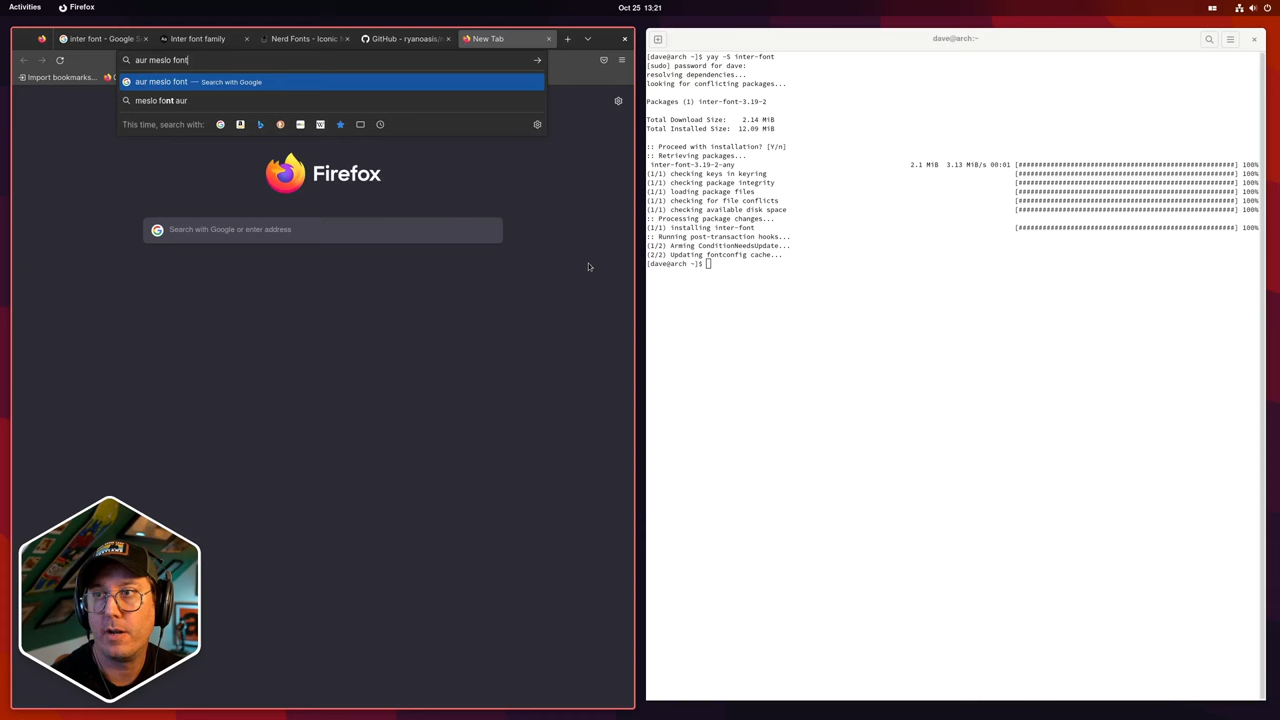 Activities
Firefox
Oct 25 13:21
inter font - Google S
Inter font family
Nerd Fonts - Iconic f
GitHub - ryanoasis/n
New Tab
aur meslo font
Import bookmarks...
aur meslo font — Search with Google
meslo font aur
This time, search with:
Firefox
Search with Google or enter address
dave@arch:~
[dave@arch ~]$ yay -S inter-font
[sudo] password for dave:
resolving dependencies...
looking for conflicting packages...
Packages (1) inter-font-3.19-2
Total Download Size:    2.14 MiB
Total Installed Size:  12.09 MiB
:: Proceed with installation? [Y/n]
:: Retrieving packages...
inter-font-3.19-2-any 2.1 MiB 3.13 MiB/s 00:01 [######################################################] 100%
(1/1) checking keys in keyring [######################################################] 100%
(1/1) checking package integrity [######################################################] 100%
(1/1) loading package files [######################################################] 100%
(1/1) checking for file conflicts [######################################################] 100%
(1/1) checking available disk space [######################################################] 100%
:: Processing package changes...
(1/1) installing inter-font [######################################################] 100%
:: Running post-transaction hooks...
(1/2) Arming ConditionNeedsUpdate...
(2/2) Updating fontconfig cache...
[dave@arch ~]$